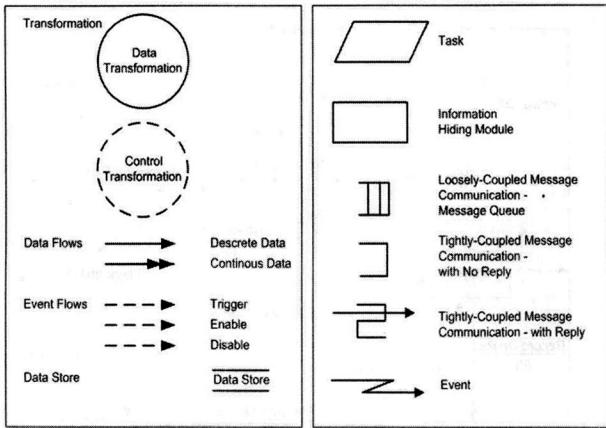 Transformation
Data
Transformation
Control
Transformation
Data Flows
Descrete Data
Continous Data
Event Flows
Trigger
Enable
Disable
Data Store
Data Store
Task
Information
Hiding Module
Loosely-Coupled Message
Communication -
Message Queue
Tightly-Coupled Message
Communication -
with No Reply
Tightly-Coupled Message
Communication - with Reply
Event